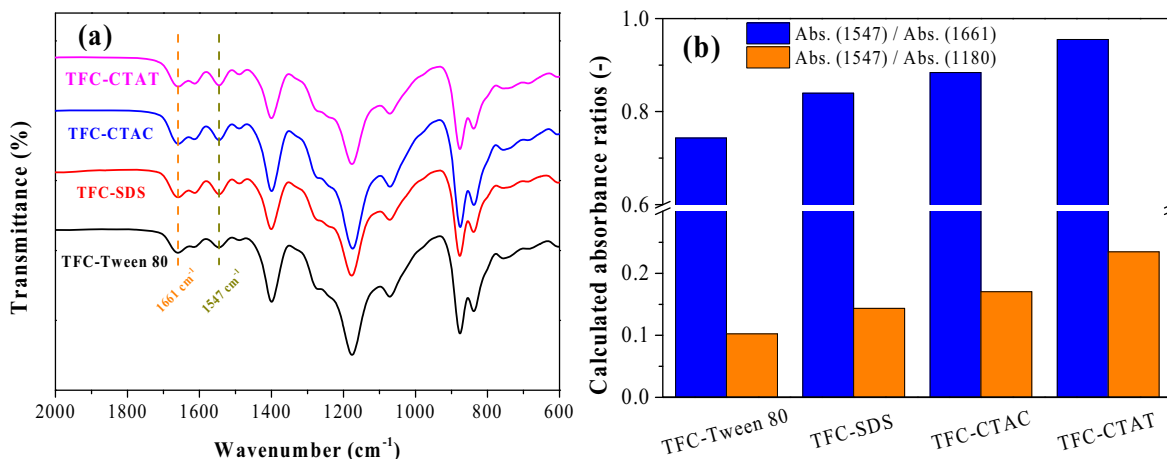 (a)
TFC-CTAT
TFC-CTAC
TFC-SDS
TFC-Tween 80
1661 cm⁻¹
1547 cm⁻¹
Transmittance (%)
2000
1800
1600
1400
1200
1000
800
600
Wavenumber (cm⁻¹)
(b)
Abs. (1547) / Abs. (1661)
Abs. (1547) / Abs. (1180)
Calculated absorbance ratios (-)
1.0
0.8
0.6
0.2
0.1
0.0
TFC-Tween 80
TFC-SDS
TFC-CTAC
TFC-CTAT